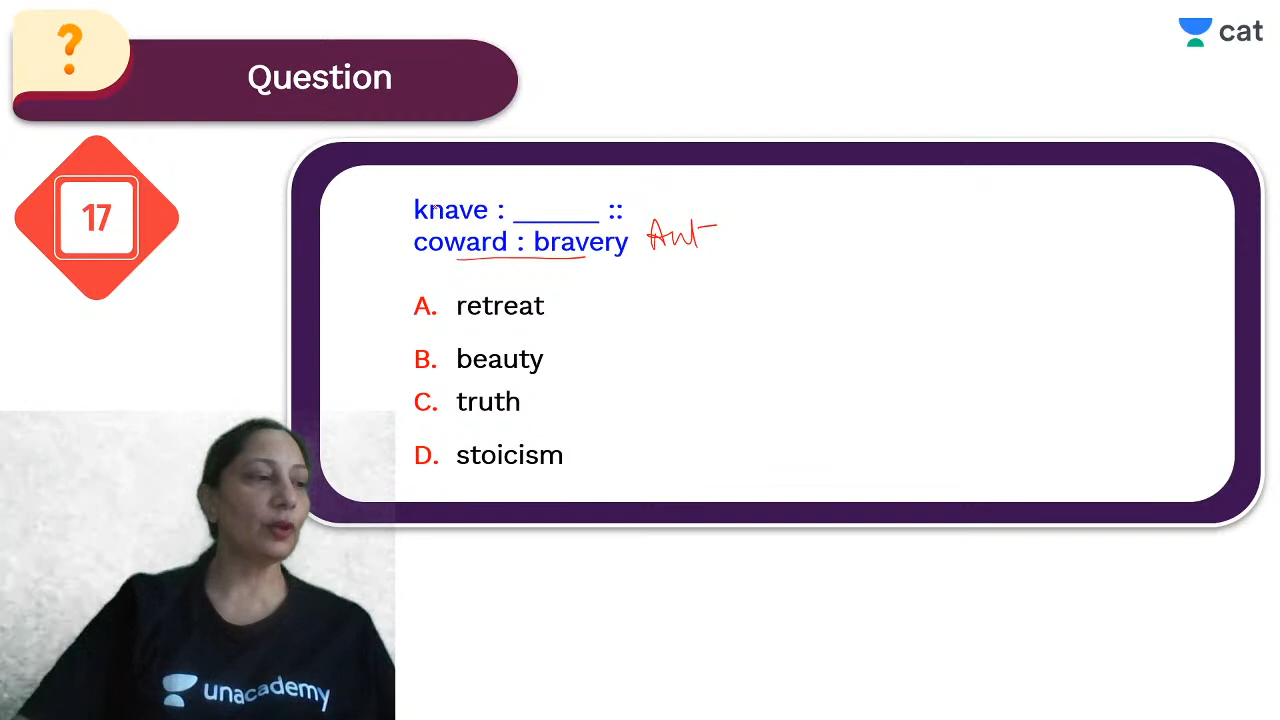 ?
Question
cat
17
knave : ______ ::
coward : bravery Ant
A. retreat
B. beauty
C. truth
D. stoicism
unacademy